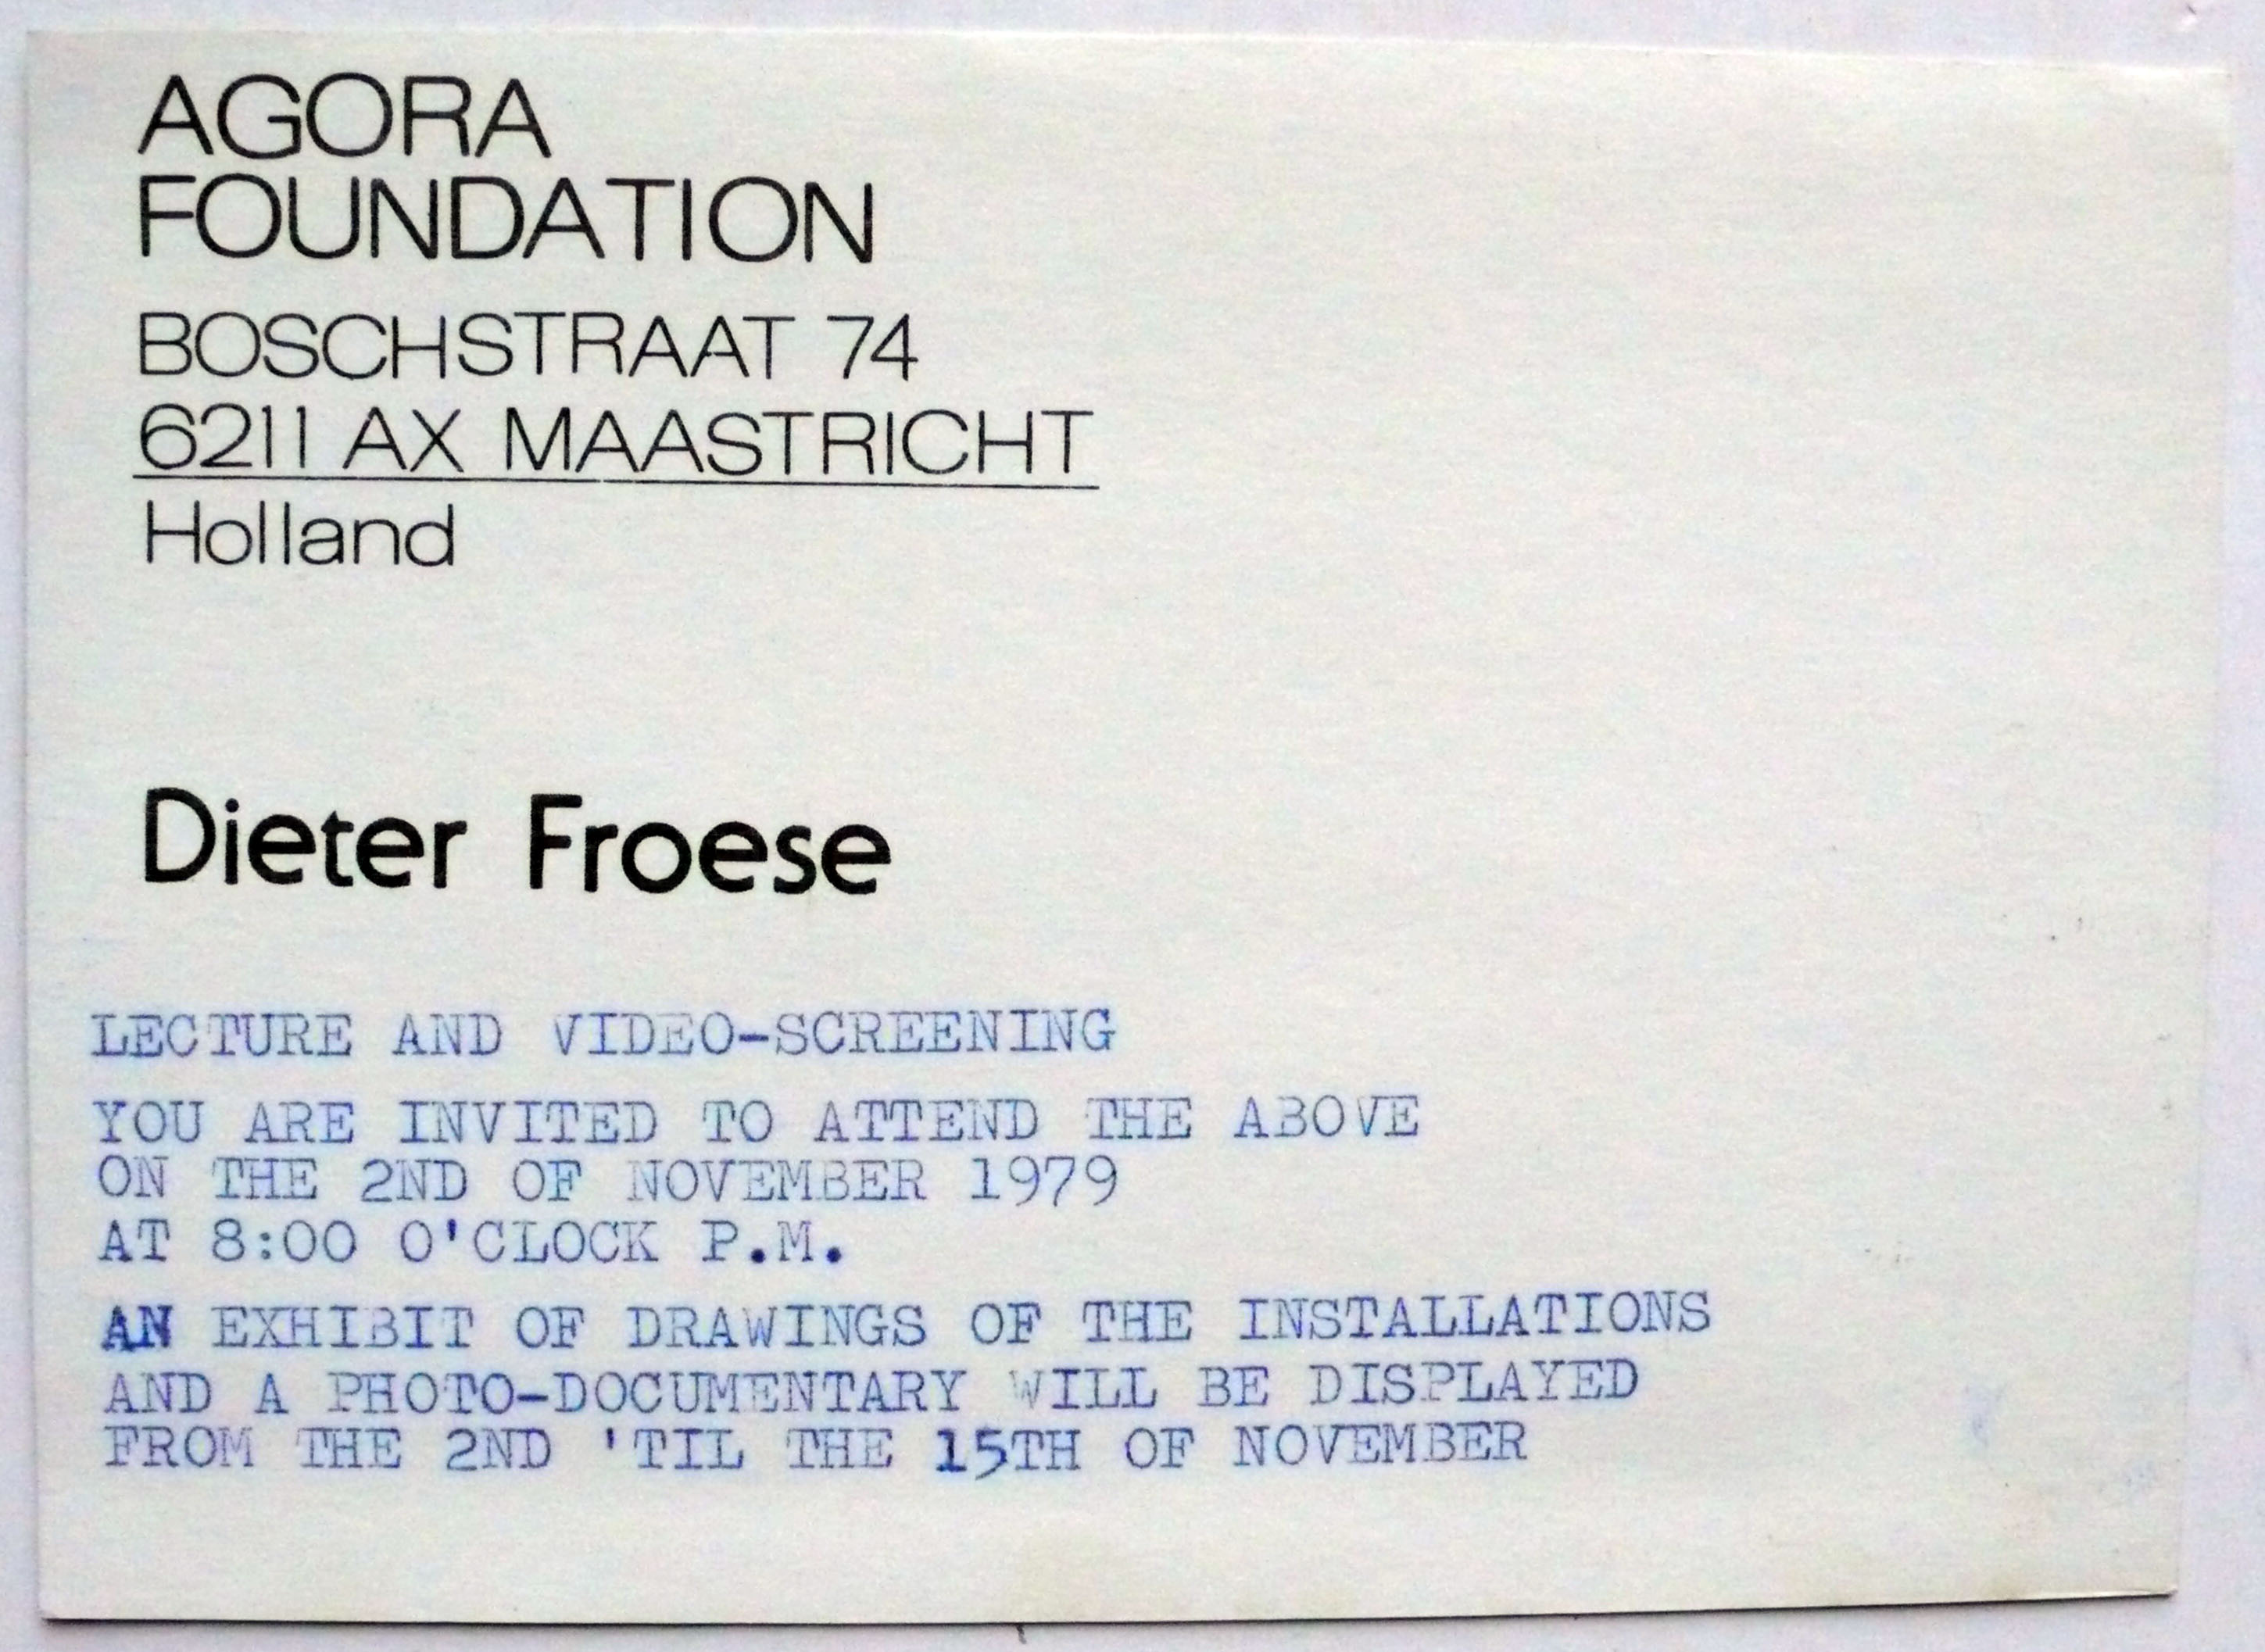 AGORA
FOUNDATION
BOSCHSTRAAT 74
6211 AX MAASTRICHT
Holland
Dieter Froese
LECTURE AND VIDEO-SCREENING
YOU ARE INVITED TO ATTEND THE ABOVE
ON THE 2ND OF NOVEMBER 1979
AT 8:00 O'CLOCK P.M.
AN EXHIBIT OF DRAWINGS OF THE INSTALLATIONS
AND A PHOTO-DOCUMENTARY WILL BE DISPLAYED
FROM THE 2ND 'TIL THE 15TH OF NOVEMBER